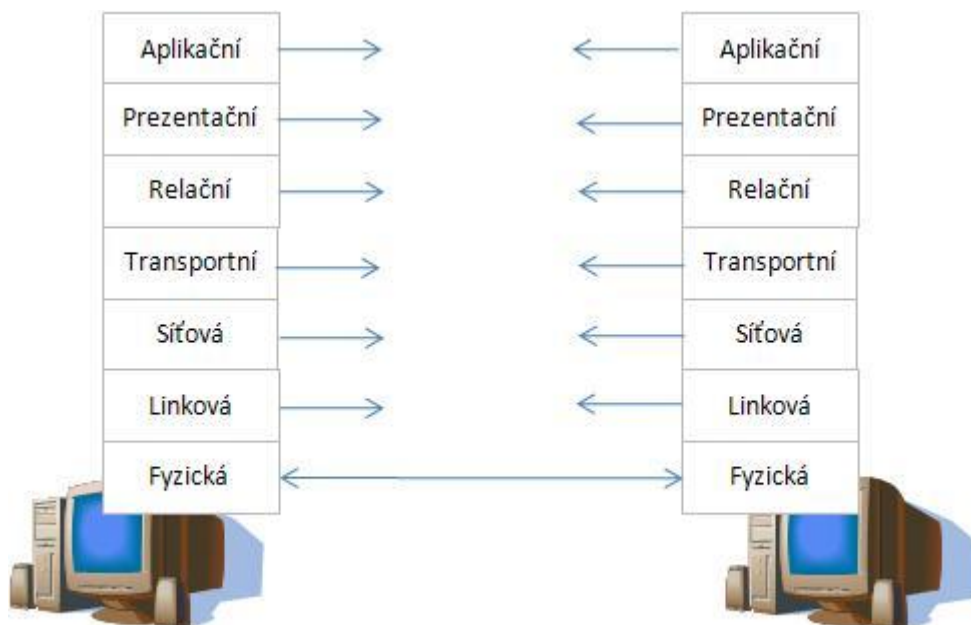 Aplikační
Aplikační
Prezentační
Prezentační
Relační
Relační
Transportní
Transportní
Síťová
Síťová
Linková
Linková
Fyzická
Fyzická